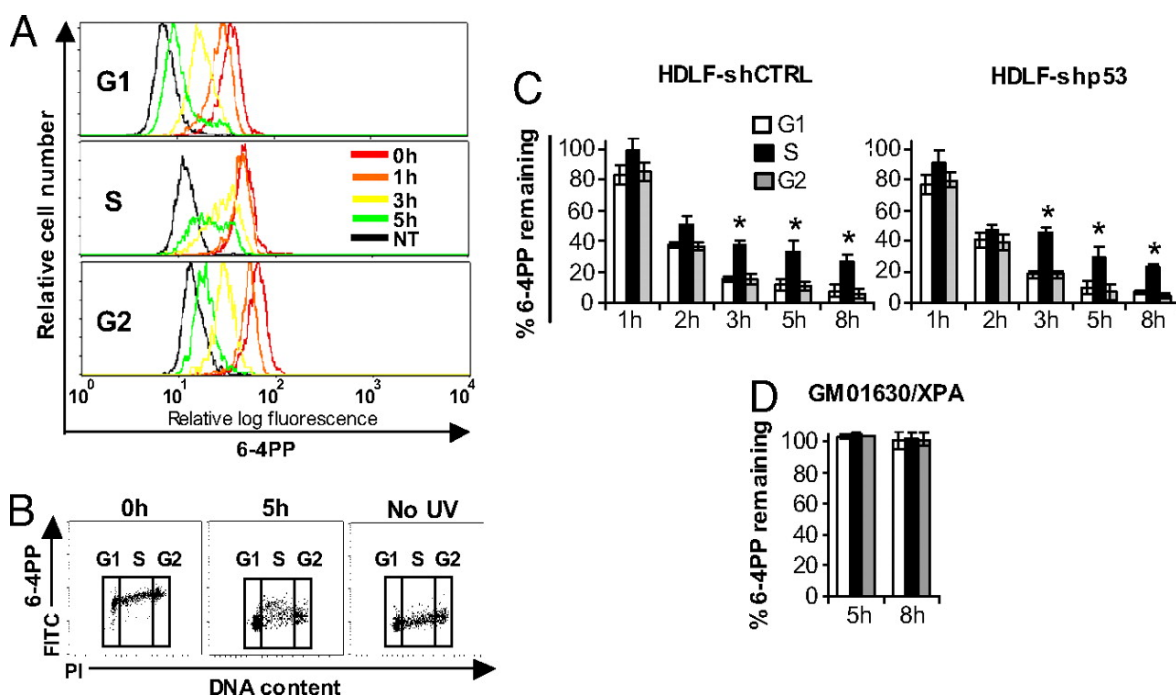 A
Relative cell number
G1
S
G2
0h
1h
3h
5h
NT
10^0 10^1 10^2 10^3 10^4
Relative log fluorescence
6-4PP
B
0h 5h No UV
6-4PP
FITC
G1 S G2
G1 S G2
G1 S G2
PI
DNA content
C
HDLF-shCTRL
HDLF-shp53
G1
S
G2
% 6-4PP remaining
100
80
60
40
20
0
* * *
1h 2h 3h 5h 8h
100
80
60
40
20
0
* * *
1h 2h 3h 5h 8h
D
GM01630/XPA
% 6-4PP remaining
100
80
60
40
20
0
5h 8h